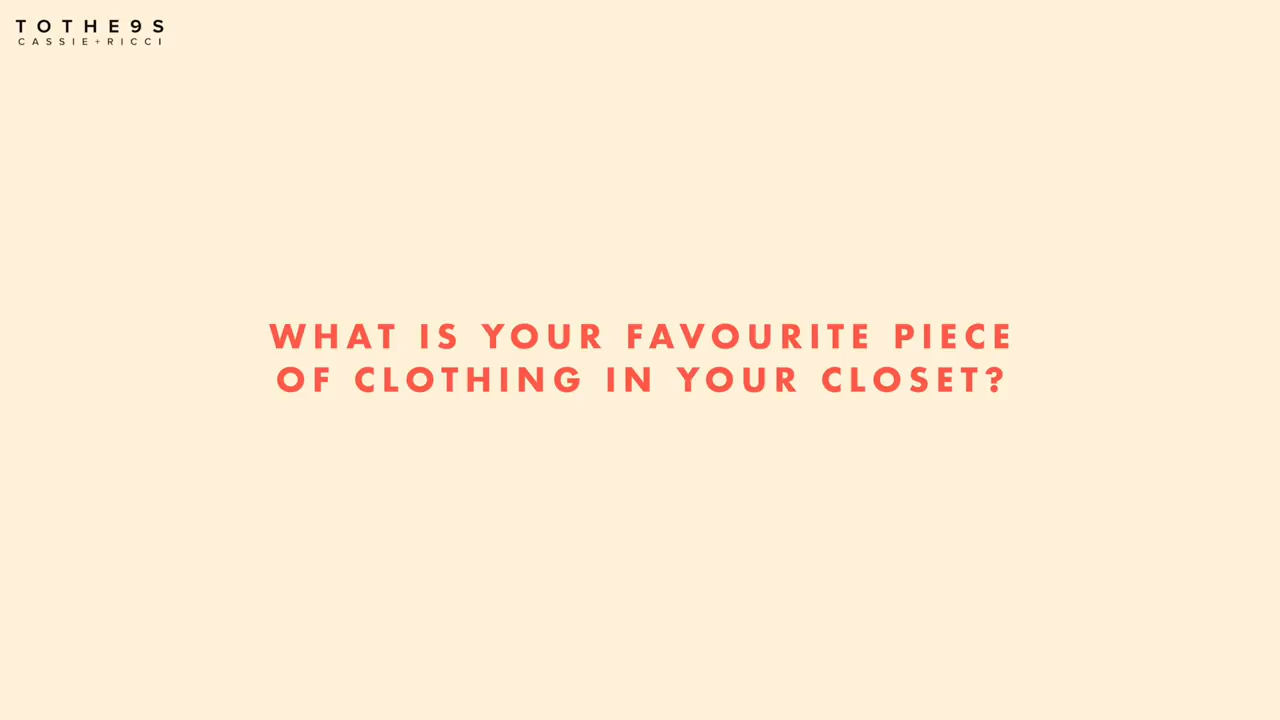 TOTHE9S
CASSIE+RICCI
WHAT IS YOUR FAVOURITE PIECE
OF CLOTHING IN YOUR CLOSET?